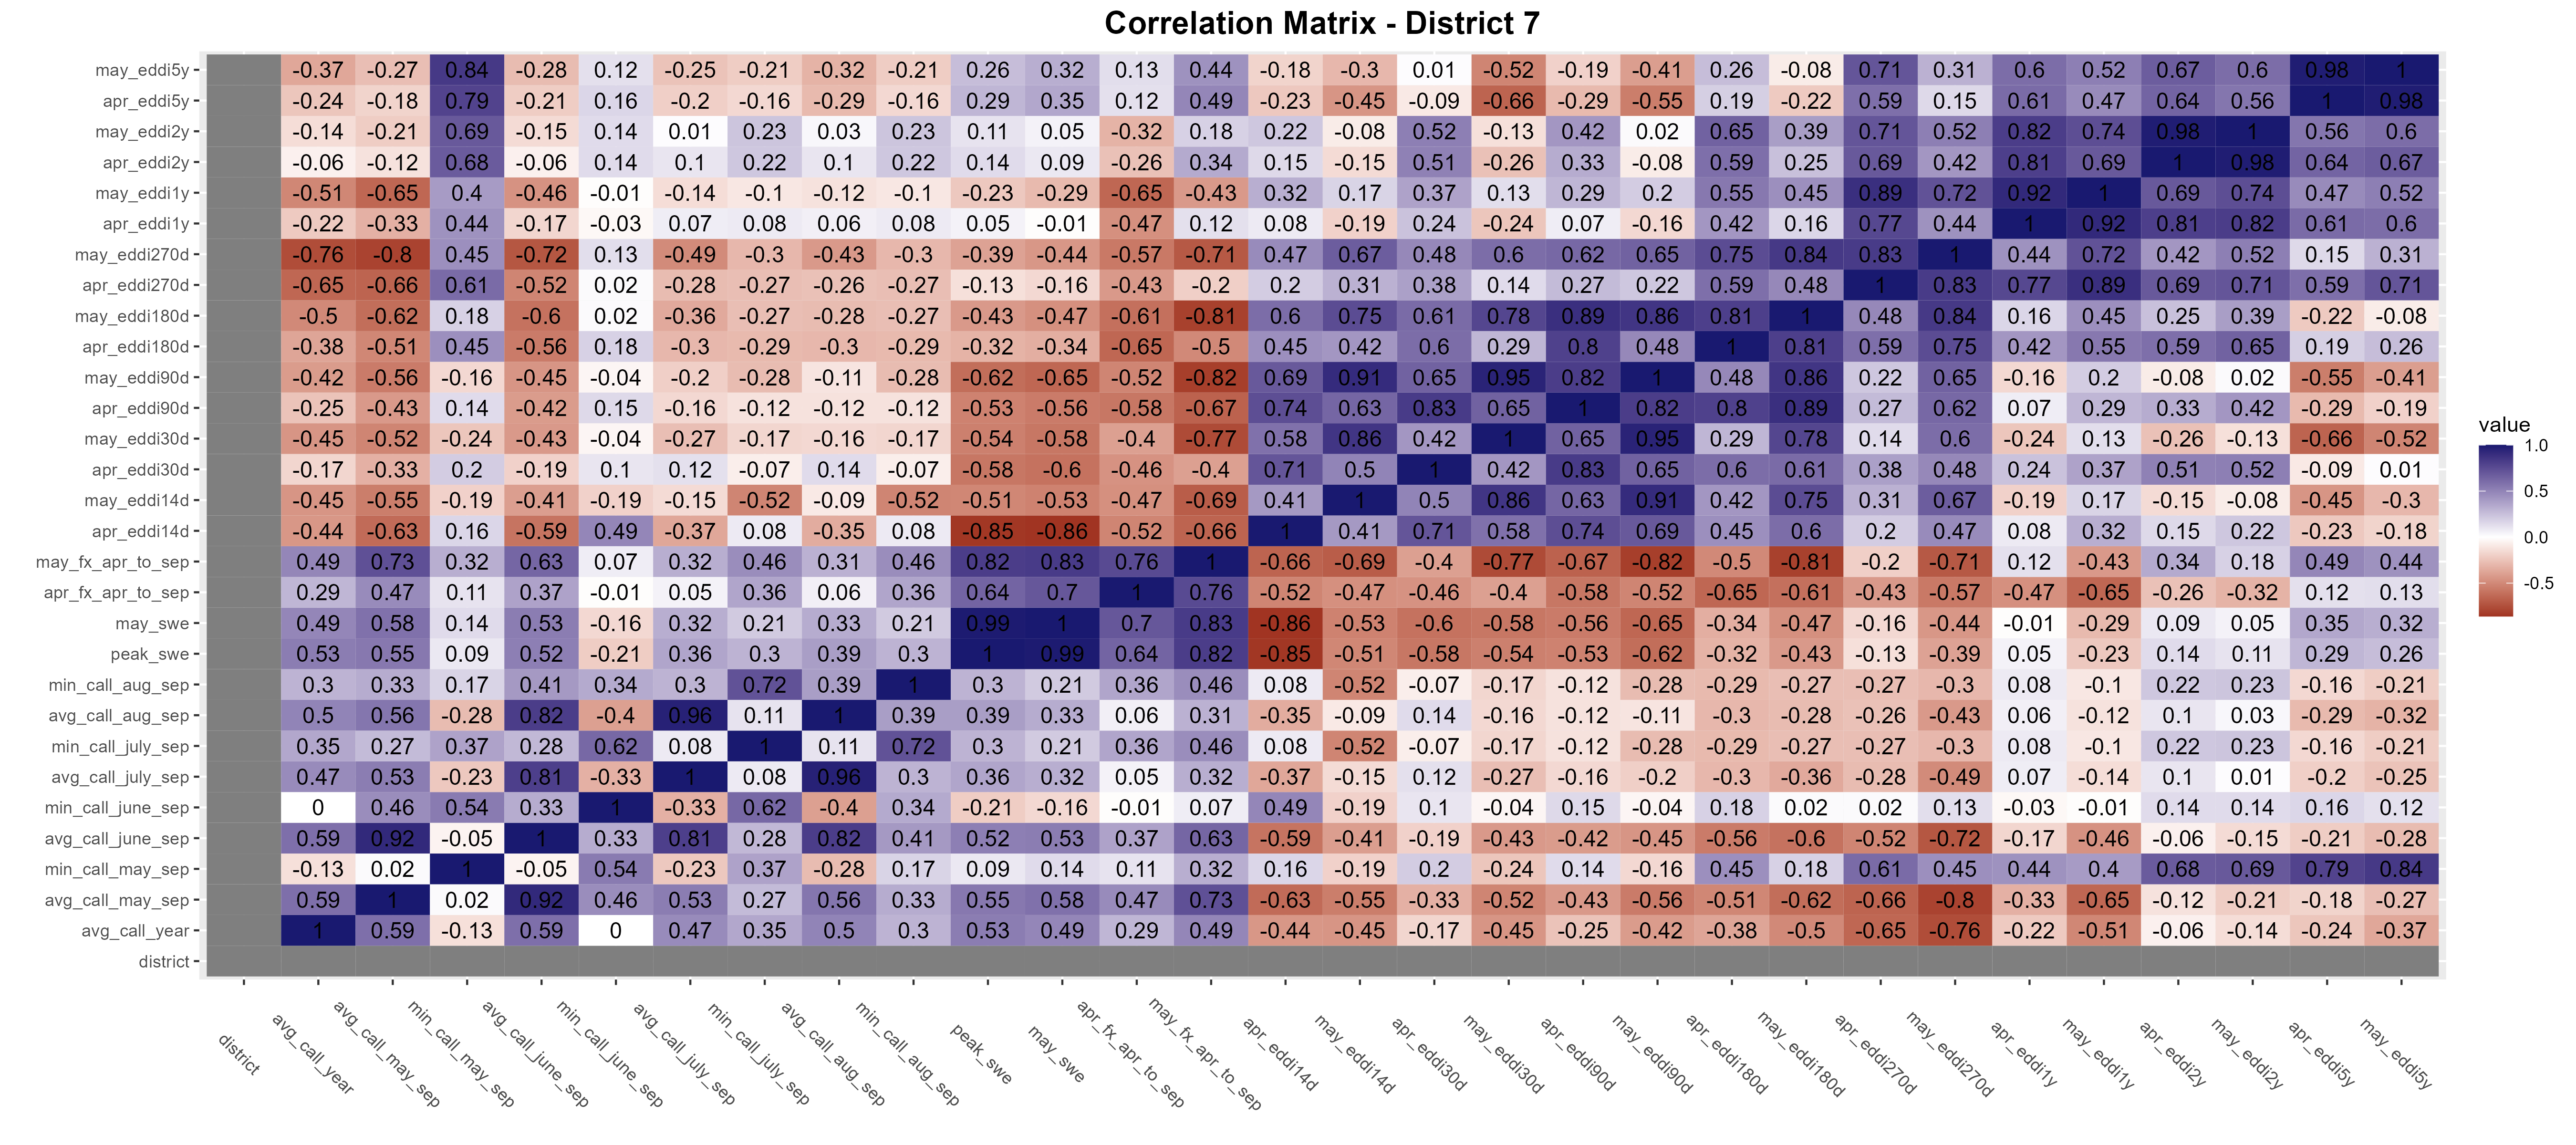 Correlation Matrix - District 7
may_eddi5y -0.37 -0.27 0.84 -0.28 0.12 -0.25 -0.21 -0.32 -0.21 0.26 0.32 0.13 0.44 -0.18 -0.3 0.01 -0.52 -0.19 -0.41 0.26 -0.08 0.71 0.31 0.6 0.52 0.67 0.6 0.98 1
apr_eddi5y -0.24 -0.18 0.79 -0.21 0.16 -0.2 -0.16 -0.29 -0.16 0.29 0.35 0.12 0.49 -0.23 -0.45 -0.09 -0.66 -0.29 -0.55 0.19 -0.22 0.59 0.15 0.61 0.47 0.64 0.56 1 0.98
may_eddi2y -0.14 -0.21 0.69 -0.15 0.14 0.01 0.23 0.03 0.23 0.11 0.05 -0.32 0.18 0.22 -0.08 0.52 -0.13 0.42 0.02 0.65 0.39 0.71 0.52 0.82 0.74 0.98 1 0.56 0.6
apr_eddi2y -0.06 -0.12 0.68 -0.06 0.14 0.1 0.22 0.1 0.22 0.14 0.09 -0.26 0.34 0.15 -0.15 0.51 -0.26 0.33 -0.08 0.59 0.25 0.69 0.42 0.81 0.69 1 0.98 0.64 0.67
may_eddi1y -0.51 -0.65 0.4 -0.46 -0.01 -0.14 -0.1 -0.12 -0.1 -0.23 -0.29 -0.65 -0.43 0.32 0.17 0.37 0.13 0.29 0.2 0.55 0.45 0.89 0.72 0.92 1 0.69 0.74 0.47 0.52
apr_eddi1y -0.22 -0.33 0.44 -0.17 -0.03 0.07 0.08 0.06 0.08 0.05 -0.01 -0.47 0.12 0.08 -0.19 0.24 -0.24 0.07 -0.16 0.42 0.16 0.77 0.44 1 0.92 0.81 0.82 0.61 0.6
may_eddi270d -0.76 -0.8 0.45 -0.72 0.13 -0.49 -0.3 -0.43 -0.3 -0.39 -0.44 -0.57 -0.71 0.47 0.67 0.48 0.6 0.62 0.65 0.75 0.84 0.83 1 0.44 0.72 0.42 0.52 0.15 0.31
apr_eddi270d -0.65 -0.66 0.61 -0.52 0.02 -0.28 -0.27 -0.26 -0.27 -0.13 -0.16 -0.43 -0.2 0.2 0.31 0.38 0.14 0.27 0.22 0.59 0.48 1 0.83 0.77 0.89 0.69 0.71 0.59 0.71
may_eddi180d -0.5 -0.62 0.18 -0.6 0.02 -0.36 -0.27 -0.28 -0.27 -0.43 -0.47 -0.61 -0.81 0.6 0.75 0.61 0.78 0.89 0.86 0.81 1 0.48 0.84 0.16 0.45 0.25 0.39 -0.22 -0.08
apr_eddi180d -0.38 -0.51 0.45 -0.56 0.18 -0.3 -0.29 -0.3 -0.29 -0.32 -0.34 -0.65 -0.5 0.45 0.42 0.6 0.29 0.8 0.48 1 0.81 0.59 0.75 0.42 0.55 0.59 0.65 0.19 0.26
may_eddi90d -0.42 -0.56 -0.16 -0.45 -0.04 -0.2 -0.28 -0.11 -0.28 -0.62 -0.65 -0.52 -0.82 0.69 0.91 0.65 0.95 0.82 1 0.48 0.86 0.22 0.65 -0.16 0.2 -0.08 0.02 -0.55 -0.41
apr_eddi90d -0.25 -0.43 0.14 -0.42 0.15 -0.16 -0.12 -0.12 -0.12 -0.53 -0.56 -0.58 -0.67 0.74 0.63 0.83 0.65 1 0.82 0.8 0.89 0.27 0.62 0.07 0.29 0.33 0.42 -0.29 -0.19
may_eddi30d -0.45 -0.52 -0.24 -0.43 -0.04 -0.27 -0.17 -0.16 -0.17 -0.54 -0.58 -0.4 -0.77 0.58 0.86 0.42 1 0.65 0.95 0.29 0.78 0.14 0.6 -0.24 0.13 -0.26 -0.13 -0.66 -0.52
apr_eddi30d -0.17 -0.33 0.2 -0.19 0.1 0.12 -0.07 0.14 -0.07 -0.58 -0.6 -0.46 -0.4 0.71 0.5 1 0.42 0.83 0.65 0.6 0.61 0.38 0.48 0.24 0.37 0.51 0.52 -0.09 0.01
may_eddi14d -0.45 -0.55 -0.19 -0.41 -0.19 -0.15 -0.52 -0.09 -0.52 -0.51 -0.53 -0.47 -0.69 0.41 1 0.5 0.86 0.63 0.91 0.42 0.75 0.31 0.67 -0.19 0.17 -0.15 -0.08 -0.45 -0.3
apr_eddi14d -0.44 -0.63 0.16 -0.59 0.49 -0.37 0.08 -0.35 0.08 -0.85 -0.86 -0.52 -0.66 1 0.41 0.71 0.58 0.74 0.69 0.45 0.6 0.2 0.47 0.08 0.32 0.15 0.22 -0.23 -0.18
may_fx_apr_to_sep 0.49 0.73 0.32 0.63 0.07 0.32 0.46 0.31 0.46 0.82 0.83 0.76 1 -0.66 -0.69 -0.4 -0.77 -0.67 -0.82 -0.5 -0.81 -0.2 -0.71 0.12 -0.43 0.34 0.18 0.49 0.44
apr_fx_apr_to_sep 0.29 0.47 0.11 0.37 -0.01 0.05 0.36 0.06 0.36 0.64 0.7 1 0.76 -0.52 -0.47 -0.46 -0.4 -0.58 -0.52 -0.65 -0.61 -0.43 -0.57 -0.47 -0.65 -0.26 -0.32 0.12 0.13
may_swe 0.49 0.58 0.14 0.53 -0.16 0.32 0.21 0.33 0.21 0.99 1 0.7 0.83 -0.86 -0.53 -0.6 -0.58 -0.56 -0.65 -0.34 -0.47 -0.16 -0.44 -0.01 -0.29 0.09 0.05 0.35 0.32
peak_swe 0.53 0.55 0.09 0.52 -0.21 0.36 0.3 0.39 0.3 1 0.99 0.64 0.82 -0.85 -0.51 -0.58 -0.54 -0.53 -0.62 -0.32 -0.43 -0.13 -0.39 0.05 -0.23 0.14 0.11 0.29 0.26
min_call_aug_sep 0.3 0.33 0.17 0.41 0.34 0.3 0.72 0.39 1 0.3 0.21 0.36 0.46 0.08 -0.52 -0.07 -0.17 -0.12 -0.28 -0.29 -0.27 -0.27 -0.3 0.08 -0.1 0.22 0.23 -0.16 -0.21
avg_call_aug_sep 0.5 0.56 -0.28 0.82 -0.4 0.96 0.11 1 0.39 0.39 0.33 0.06 0.31 -0.35 -0.09 0.14 -0.16 -0.12 -0.11 -0.3 -0.28 -0.26 -0.43 0.06 -0.12 0.1 0.03 -0.29 -0.32
min_call_july_sep 0.35 0.27 0.37 0.28 0.62 0.08 1 0.11 0.72 0.3 0.21 0.36 0.46 0.08 -0.52 -0.07 -0.17 -0.12 -0.28 -0.29 -0.27 -0.27 -0.3 0.08 -0.1 0.22 0.23 -0.16 -0.21
avg_call_july_sep 0.47 0.53 -0.23 0.81 -0.33 1 0.08 0.96 0.3 0.36 0.32 0.05 0.32 -0.37 -0.15 0.12 -0.27 -0.16 -0.2 -0.3 -0.36 -0.28 -0.49 0.07 -0.14 0.1 0.01 -0.2 -0.25
min_call_june_sep 0 0.46 0.54 0.33 1 -0.33 0.62 -0.4 0.34 -0.21 -0.16 -0.01 0.07 0.49 -0.19 0.1 -0.04 0.15 -0.04 0.18 0.02 0.02 0.13 -0.03 -0.01 0.14 0.14 0.16 0.12
avg_call_june_sep 0.59 0.92 -0.05 1 0.33 0.81 0.28 0.82 0.41 0.52 0.53 0.37 0.63 -0.59 -0.41 -0.19 -0.43 -0.42 -0.45 -0.56 -0.6 -0.52 -0.72 -0.17 -0.46 -0.06 -0.15 -0.21 -0.28
min_call_may_sep -0.13 0.02 1 -0.05 0.54 -0.23 0.37 -0.28 0.17 0.09 0.14 0.11 0.32 0.16 -0.19 0.2 -0.24 0.14 -0.16 0.45 0.18 0.61 0.45 0.44 0.4 0.68 0.69 0.79 0.84
avg_call_may_sep 0.59 1 0.02 0.92 0.46 0.53 0.27 0.56 0.33 0.55 0.58 0.47 0.73 -0.63 -0.55 -0.33 -0.52 -0.43 -0.56 -0.51 -0.62 -0.66 -0.8 -0.33 -0.65 -0.12 -0.21 -0.18 -0.27
avg_call_year 1 0.59 -0.13 0.59 0 0.47 0.35 0.5 0.3 0.53 0.49 0.29 0.49 -0.44 -0.45 -0.17 -0.45 -0.25 -0.42 -0.38 -0.5 -0.65 -0.76 -0.22 -0.51 -0.06 -0.14 -0.24 -0.37
district
district avg_call_year avg_call_may_sep min_call_may_sep avg_call_june_sep min_call_june_sep avg_call_july_sep min_call_july_sep avg_call_aug_sep min_call_aug_sep peak_swe may_swe apr_fx_apr_to_sep may_fx_apr_to_sep apr_eddi14d may_eddi14d apr_eddi30d may_eddi30d apr_eddi90d may_eddi90d apr_eddi180d may_eddi180d apr_eddi270d may_eddi270d apr_eddi1y may_eddi1y apr_eddi2y may_eddi2y apr_eddi5y may_eddi5y
value
1.0
0.5
0.0
-0.5